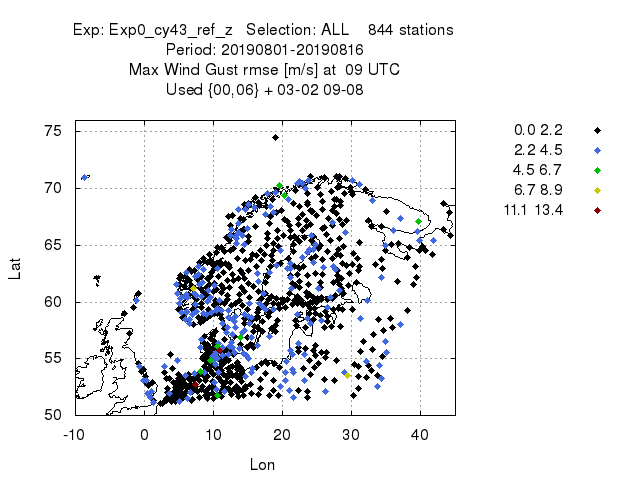 Exp: Exp0_cy43_ref_z   Selection: ALL    844 stations
Period: 20190801-20190816
Max Wind Gust rmse [m/s] at  09 UTC
Used {00,06} + 03-02 09-08
0.0 2.2
2.2 4.5
4.5 6.7
6.7 8.9
11.1 13.4
Lat
75
70
65
60
55
50
-10 0 10 20 30 40
Lon